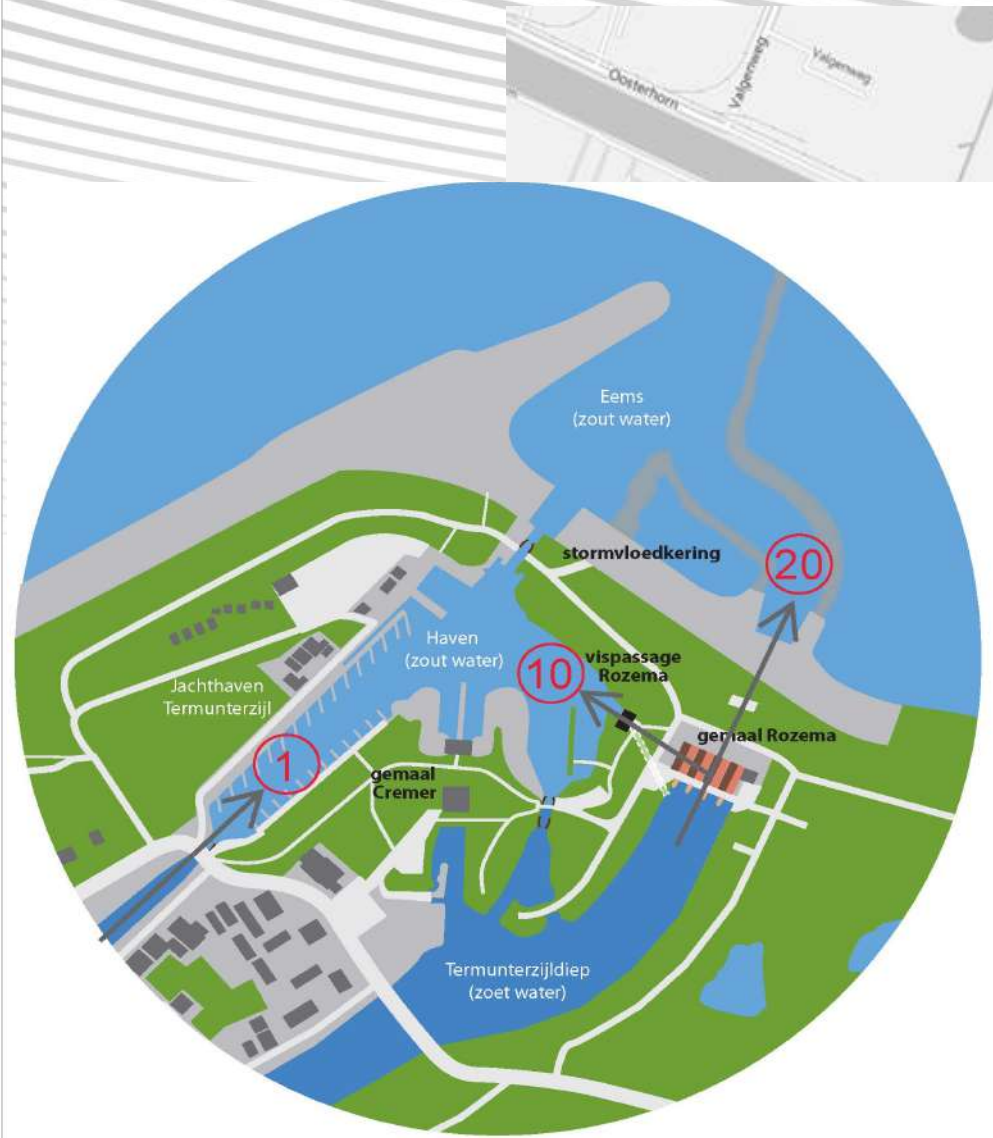 Oosterhorn
Valgenweg
Valgenweg
Eems
(zout water)
stormvloedkering
20
Haven
(zout water)
10
vispassage
Rozema
Jachthaven
Termunterzijl
gemaal Rozema
1
gemaal
Cremer
Termunterzijldiep
(zoet water)